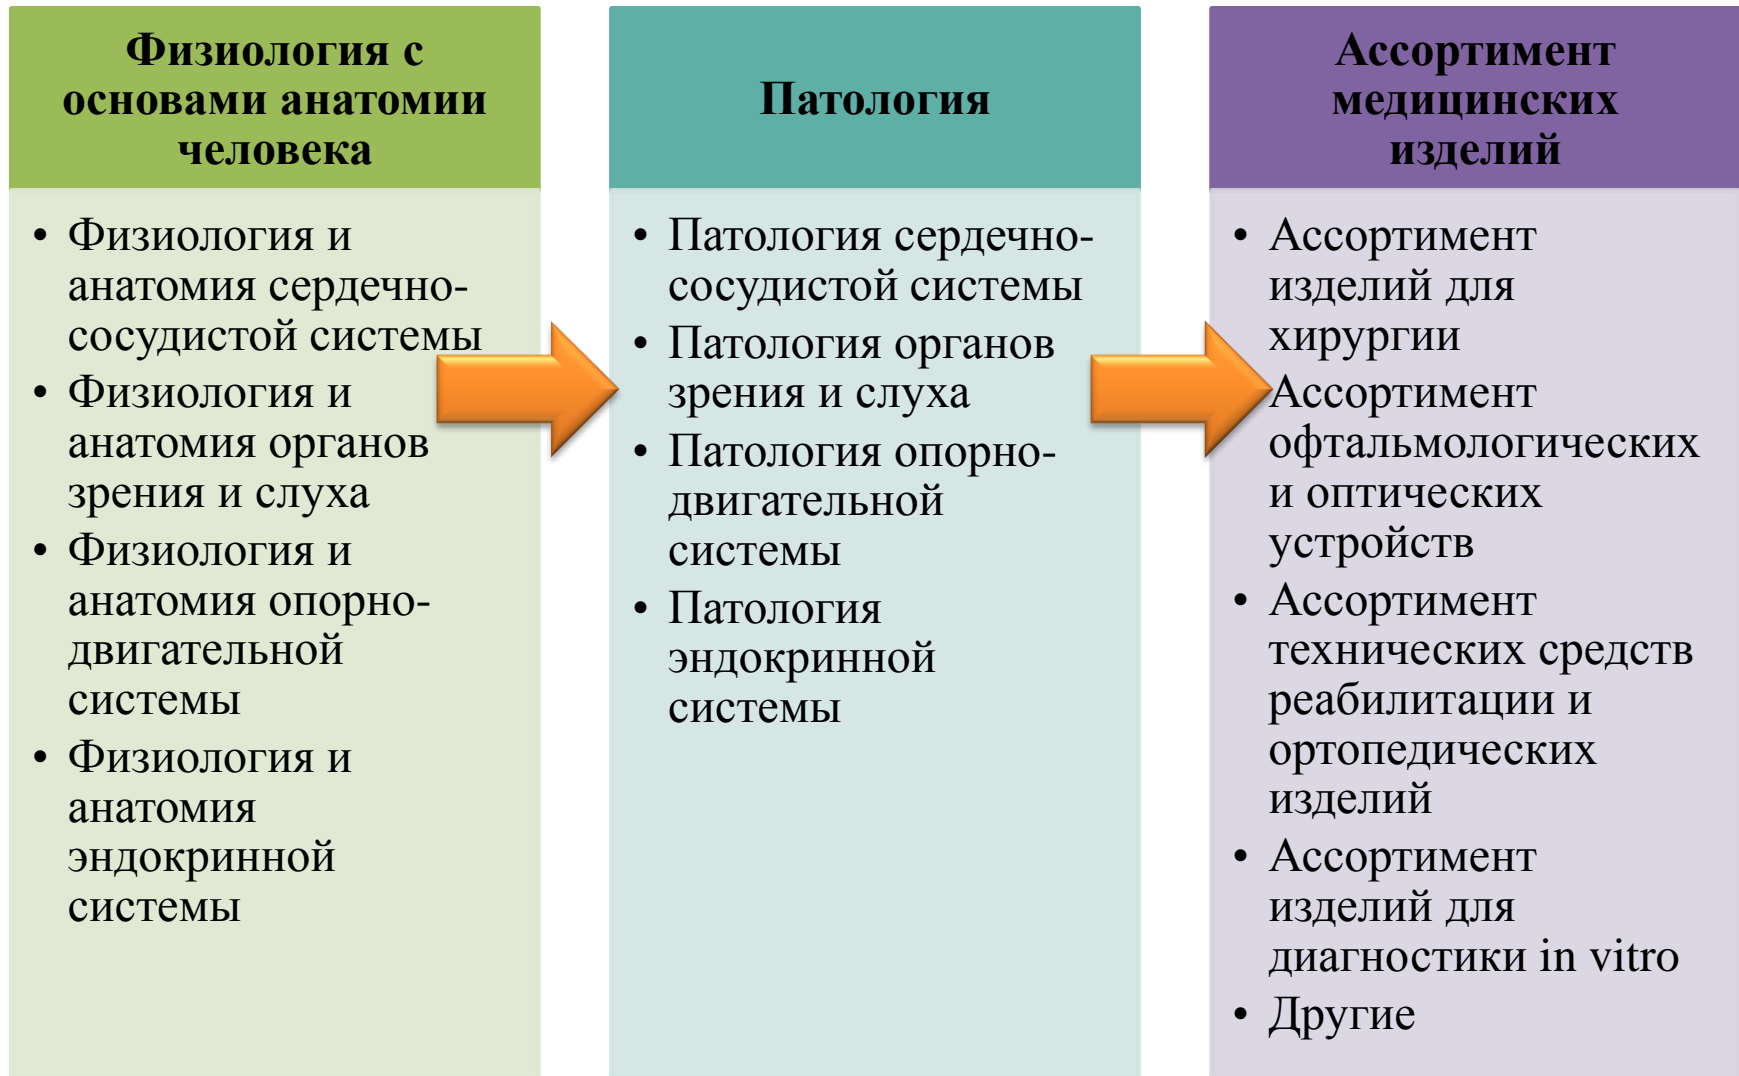 Физиология с
основами анатомии
человека
• Физиология и
анатомия сердечно-
сосудистой системы
• Физиология и
анатомия органов
зрения и слуха
• Физиология и
анатомия опорно-
двигательной
системы
• Физиология и
анатомия
эндокринной
системы
Патология
• Патология сердечно-
сосудистой системы
• Патология органов
зрения и слуха
• Патология опорно-
двигательной
системы
• Патология
эндокринной
системы
Ассортимент
медицинских
изделий
• Ассортимент
изделий для
хирургии
Ассортимент
офтальмологических
и оптических
устройств
• Ассортимент
технических средств
реабилитации и
ортопедических
изделий
• Ассортимент
изделий для
диагностики in vitro
• Другие